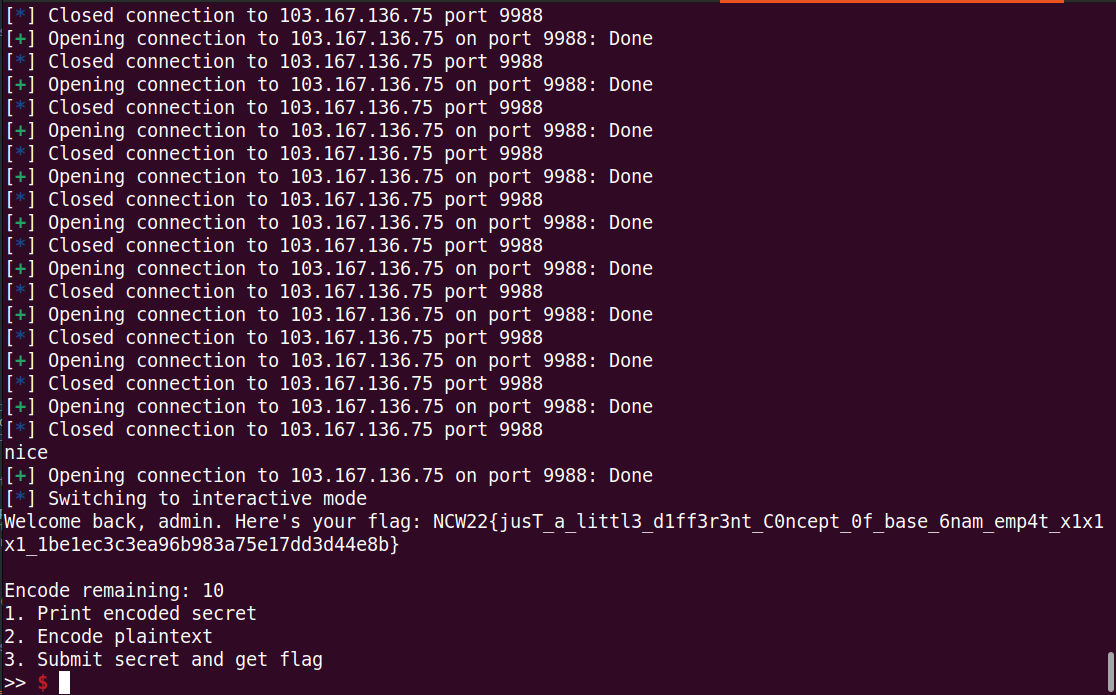 [*] Closed connection to 103.167.136.75 port 9988
[+] Opening connection to 103.167.136.75 on port 9988: Done
[*] Closed connection to 103.167.136.75 port 9988
[+] Opening connection to 103.167.136.75 on port 9988: Done
[*] Closed connection to 103.167.136.75 port 9988
[+] Opening connection to 103.167.136.75 on port 9988: Done
[*] Closed connection to 103.167.136.75 port 9988
[+] Opening connection to 103.167.136.75 on port 9988: Done
[*] Closed connection to 103.167.136.75 port 9988
[+] Opening connection to 103.167.136.75 on port 9988: Done
[*] Closed connection to 103.167.136.75 port 9988
[+] Opening connection to 103.167.136.75 on port 9988: Done
[*] Closed connection to 103.167.136.75 port 9988
[+] Opening connection to 103.167.136.75 on port 9988: Done
[*] Closed connection to 103.167.136.75 port 9988
[+] Opening connection to 103.167.136.75 on port 9988: Done
[*] Closed connection to 103.167.136.75 port 9988
[+] Opening connection to 103.167.136.75 on port 9988: Done
[*] Closed connection to 103.167.136.75 port 9988
nice
[+] Opening connection to 103.167.136.75 on port 9988: Done
[*] Switching to interactive mode
Welcome back, admin. Here's your flag: NCW22{jusT_a_littl3_d1ff3r3nt_C0ncept_0f_base_6nam_emp4t_x1x1
x1_1be1ec3c3ea96b983a75e17dd3d44e8b}
Encode remaining: 10
1. Print encoded secret
2. Encode plaintext
3. Submit secret and get flag
>> $